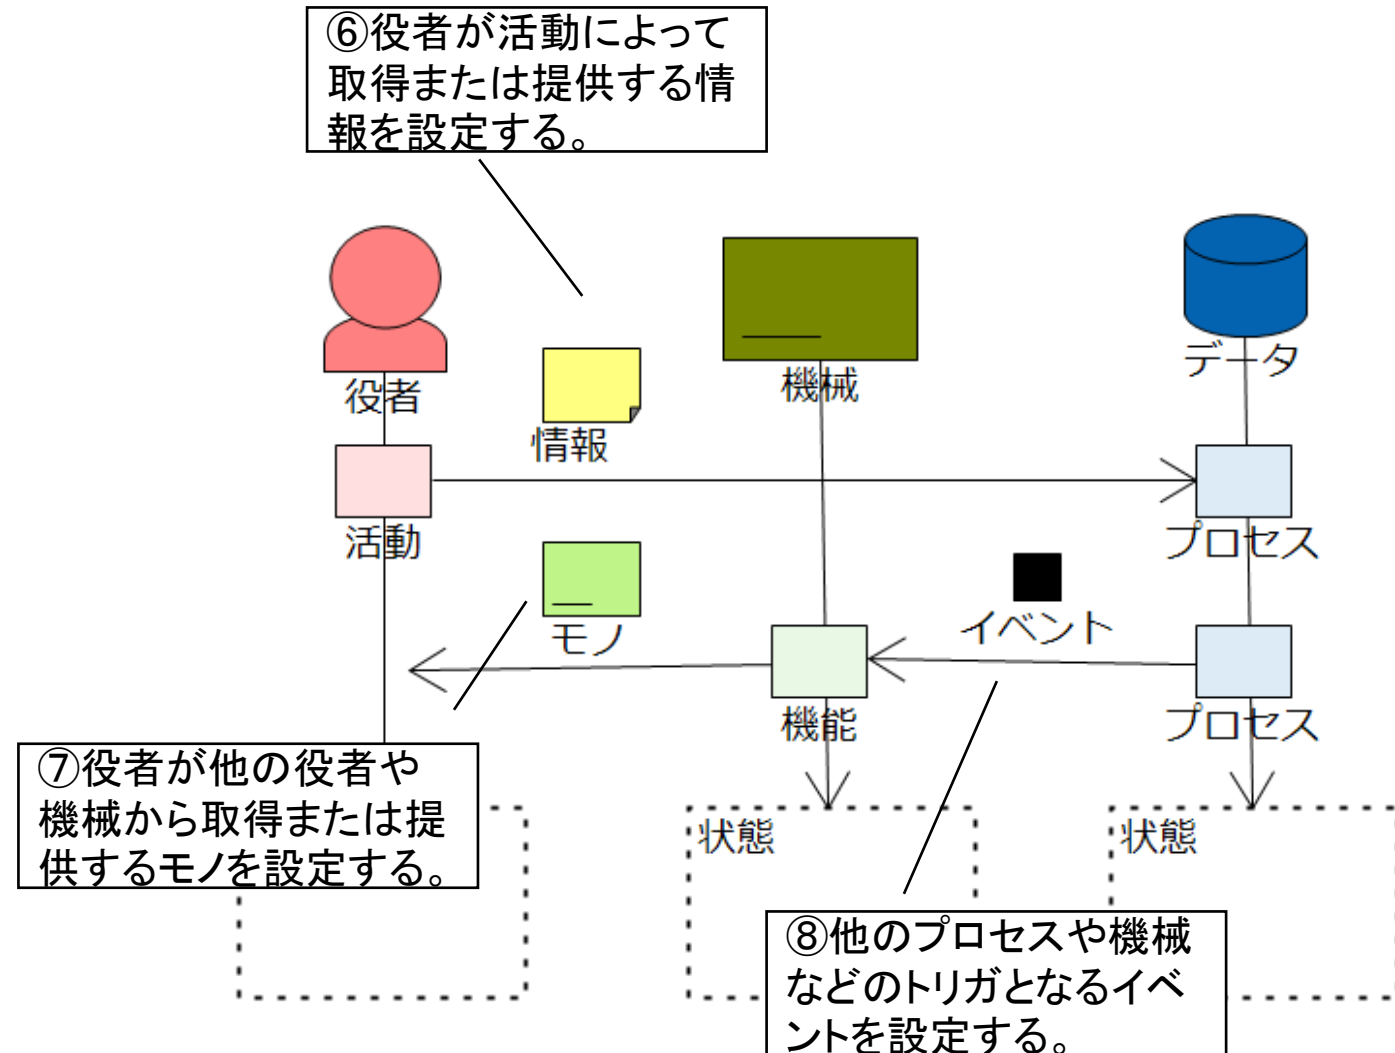 ⑥役者が活動によって
取得または提供する情
報を設定する。
役者
情報
機械
データ
活動
プロセス
モノ
イベント
機能
プロセス
⑦役者が他の役者や
機械から取得または提
供するモノを設定する。
状態
状態
⑧他のプロセスや機械
などのトリガとなるイベ
ントを設定する。